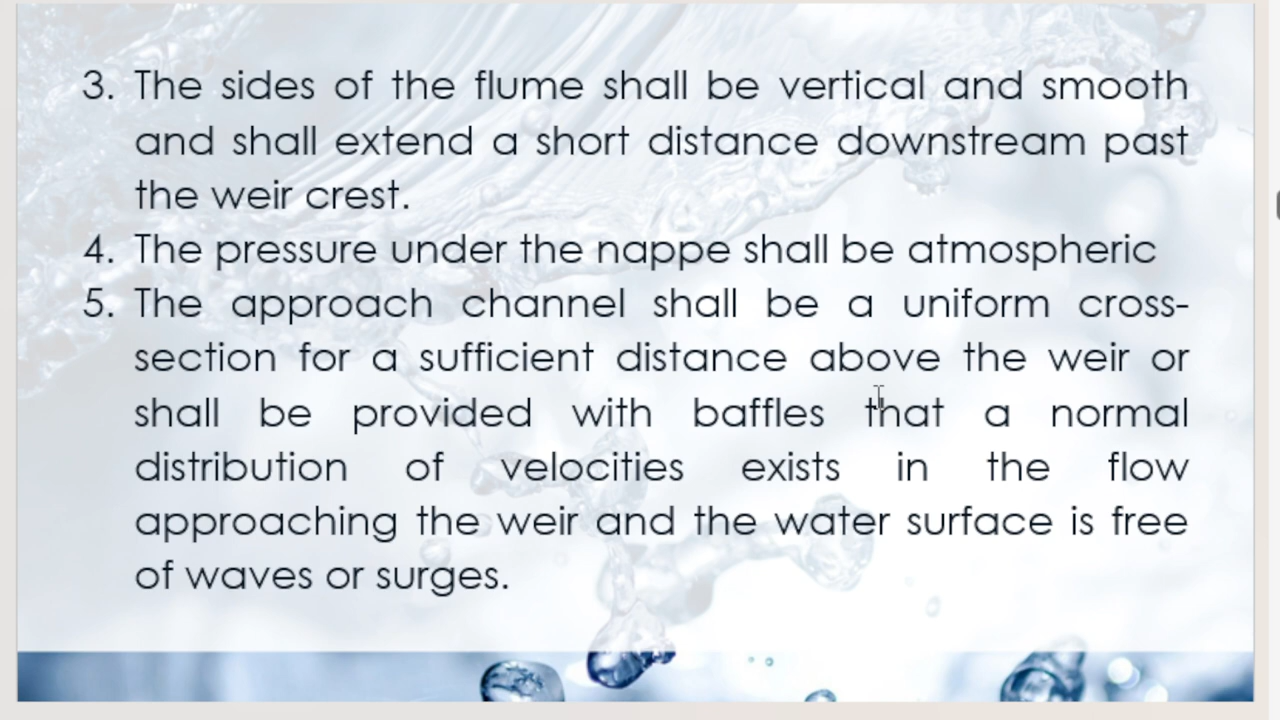 3. The sides of the flume shall be vertical and smooth
and shall extend a short distance downstream past
the weir crest.
4. The pressure under the nappe shall be atmospheric
5. The approach channel shall be a uniform cross-
section for a sufficient distance above the weir or
shall be provided with baffles that a normal
distribution of velocities exists in the flow
approaching the weir and the water surface is free
of waves or surges.